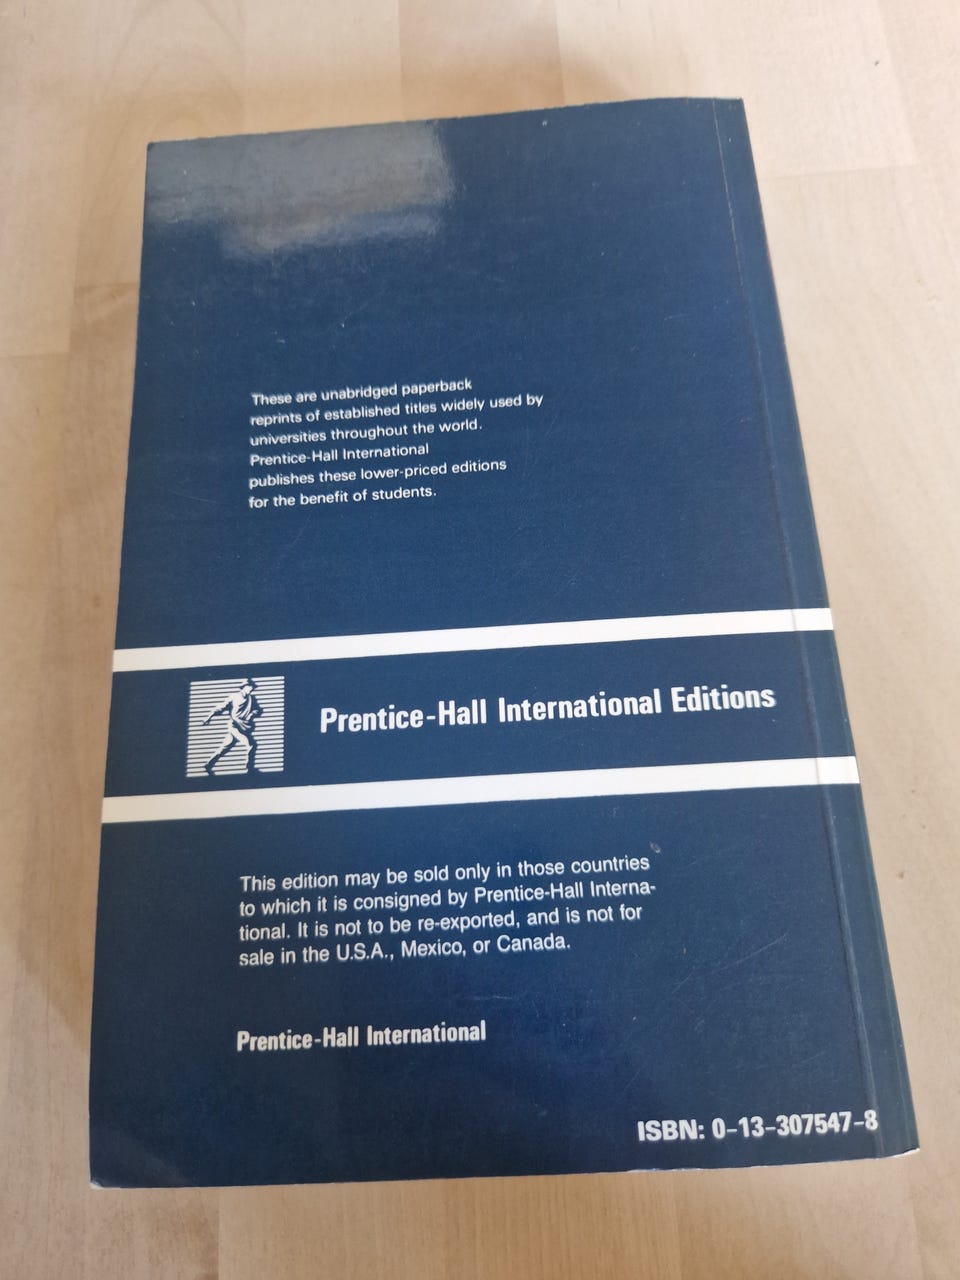 These are unabridged paperback
reprints of established titles widely used by
universities throughout the world.
Prentice-Hall International
publishes these lower-priced editions
for the benefit of students.
Prentice-Hall International Editions
This edition may be sold only in those countries
to which it is consigned by Prentice-Hall Interna-
tional. It is not to be re-exported, and is not for
sale in the U.S.A., Mexico, or Canada.
Prentice-Hall International
ISBN: 0-13-307547-8